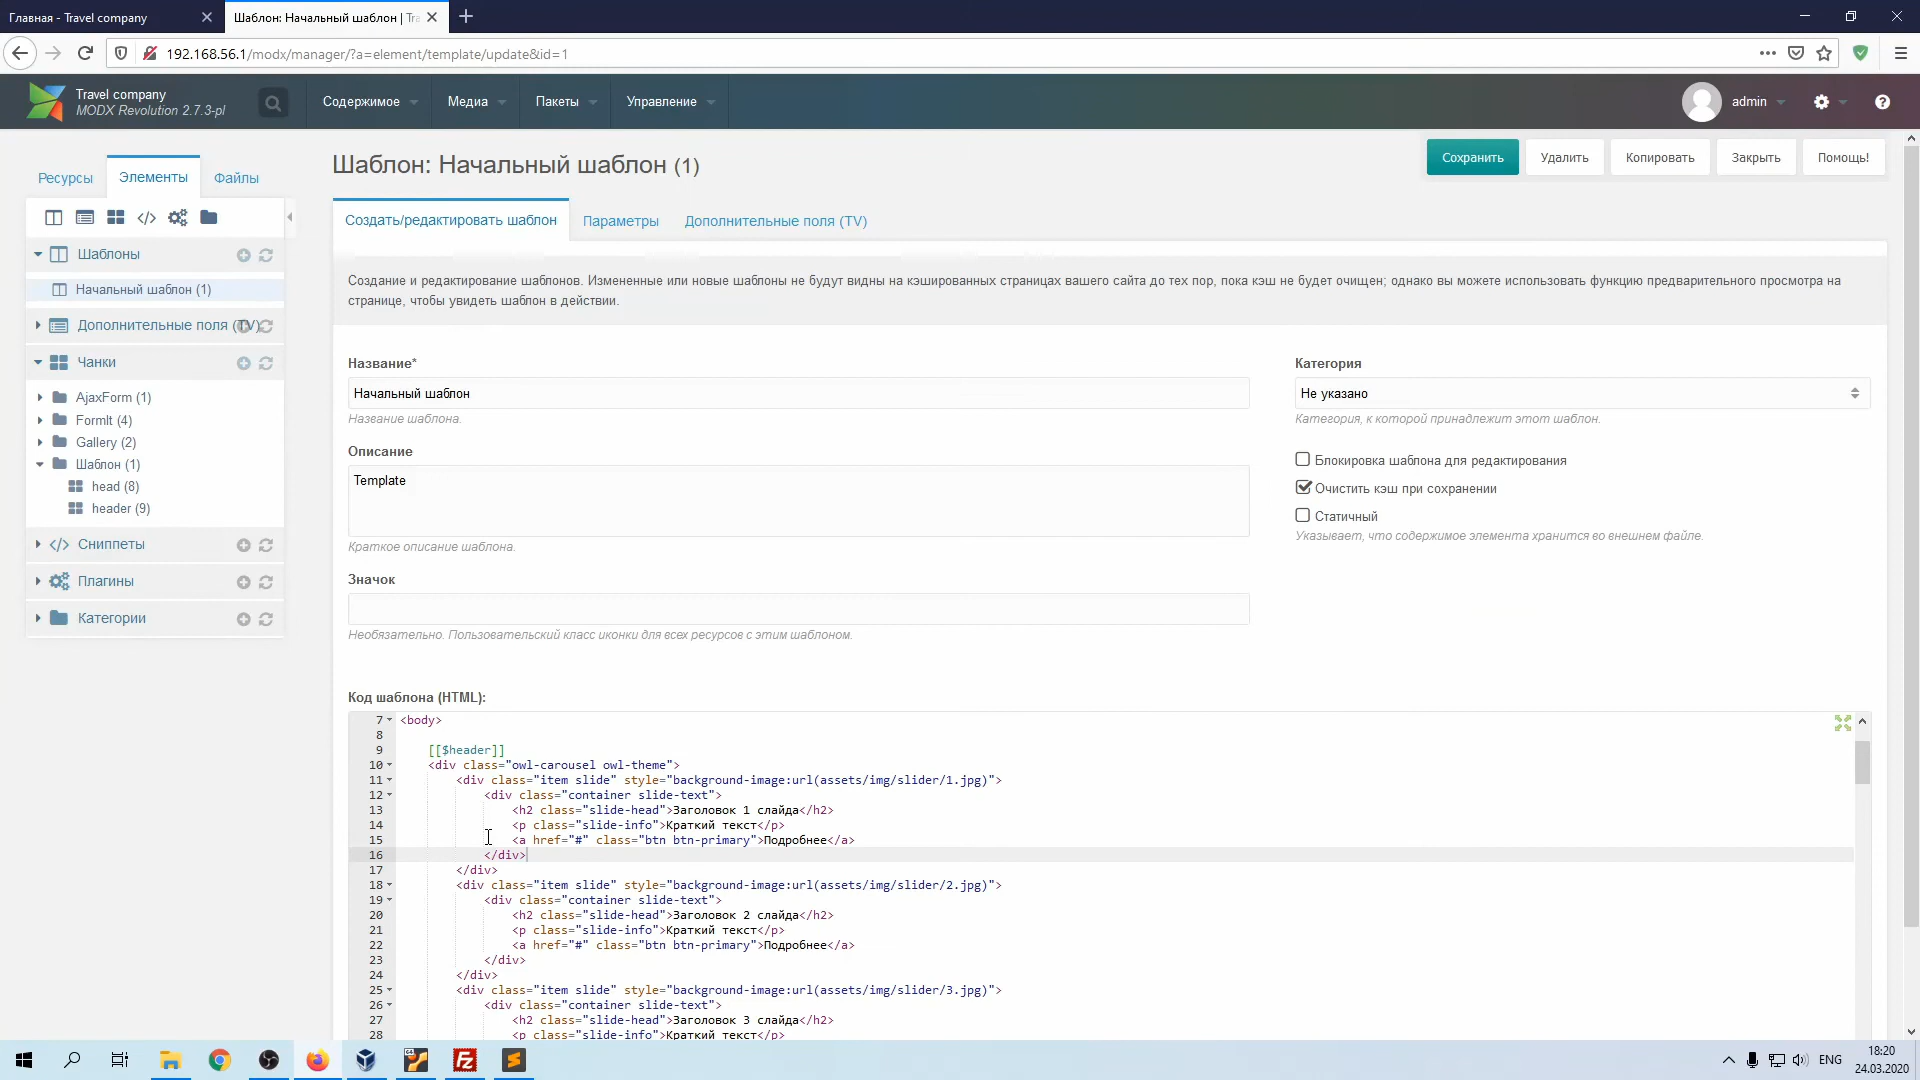 Главная - Travel company
Шаблон: Начальный шаблон | Tra
192.168.56.1/modx/manager/?a=element/template/update&id=1
Travel company
MODX Revolution 2.7.3-pl
Содержимое
Медиа
Пакеты
Управление
admin
Ресурсы
Элементы
Файлы
Шаблоны
Начальный шаблон (1)
Дополнительные поля (TV)
Чанки
AjaxForm (1)
FormIt (4)
Gallery (2)
Шаблон (1)
head (8)
header (9)
Сниппеты
Плагины
Категории
Шаблон: Начальный шаблон (1)
Сохранить
Удалить
Копировать
Закрыть
Помощь!
Создать/редактировать шаблон
Параметры
Дополнительные поля (TV)
Создание и редактирование шаблонов. Измененные или новые шаблоны не будут видны на кэшированных страницах вашего сайта до тех пор, пока кэш не будет очищен; однако вы можете использовать функцию предварительного просмотра на
странице, чтобы увидеть шаблон в действии.
Название*
Начальный шаблон
Название шаблона.
Описание
Template
Краткое описание шаблона.
Значок
Необязательно. Пользовательский класс иконки для всех ресурсов с этим шаблоном.
Категория
Не указано
Категория, к которой принадлежит этот шаблон.
Блокировка шаблона для редактирования
Очистить кэш при сохранении
Статичный
Указывает, что содержимое элемента хранится во внешнем файле.
Код шаблона (HTML):
7 <body>
8
9 [[$header]]
10 <div class="owl-carousel owl-theme">
11 <div class="item slide" style="background-image:url(assets/img/slider/1.jpg)">
12 <div class="container slide-text">
13 <h2 class="slide-head">Заголовок 1 слайда</h2>
14 <p class="slide-info">Краткий текст</p>
15 <a href="#" class="btn btn-primary">Подробнее</a>
16 </div>
17 </div>
18 <div class="item slide" style="background-image:url(assets/img/slider/2.jpg)">
19 <div class="container slide-text">
20 <h2 class="slide-head">Заголовок 2 слайда</h2>
21 <p class="slide-info">Краткий текст</p>
22 <a href="#" class="btn btn-primary">Подробнее</a>
23 </div>
24 </div>
25 <div class="item slide" style="background-image:url(assets/img/slider/3.jpg)">
26 <div class="container slide-text">
27 <h2 class="slide-head">Заголовок 3 слайда</h2>
28 <p class="slide-info">Краткий текст</p>
ENG
18:20
24.03.2020